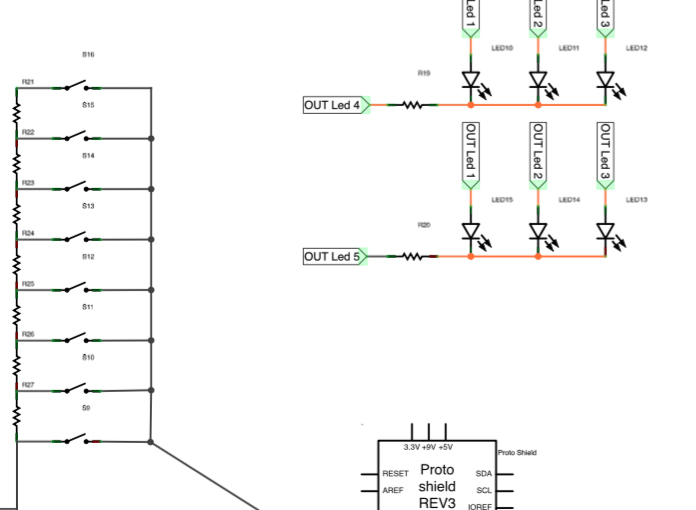 Led 1
Led 2
Led 3
LED10
LED11
LED12
R19
OUT Led 4
OUT Led 1
OUT Led 2
OUT Led 3
LED15
LED14
LED13
R20
OUT Led 5
S16
R21
S15
R22
S14
R23
S13
R24
S12
R25
S11
R26
S10
R27
S9
3.3V +9V +5V
Proto Shield
Proto
shield
REV3
RESET
AREF
SDA
SCL
IOREF